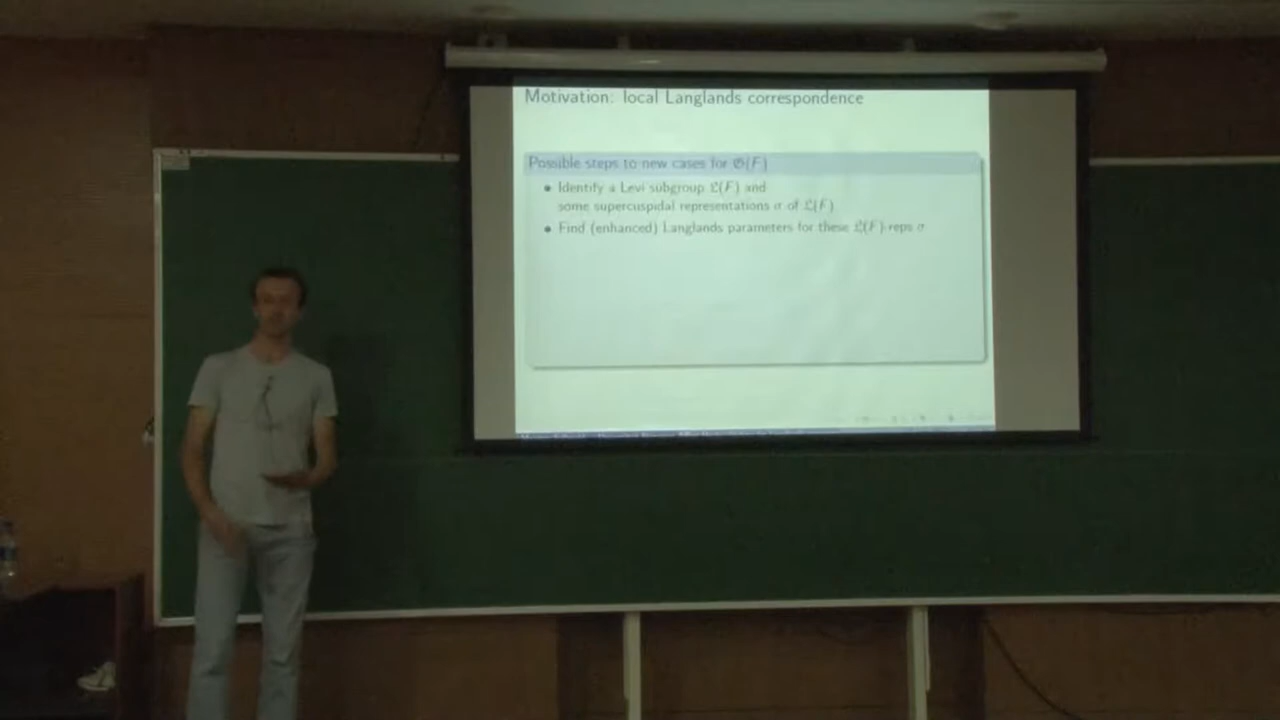 Motivation: local Langlands correspondence
Possible steps to new cases for 𝔊(F)
• Identify a Levi subgroup 𝔏(F) and
some supercuspidal representations σ of 𝔏(F)
• Find (enhanced) Langlands parameters for these 𝔏(F)-reps σ